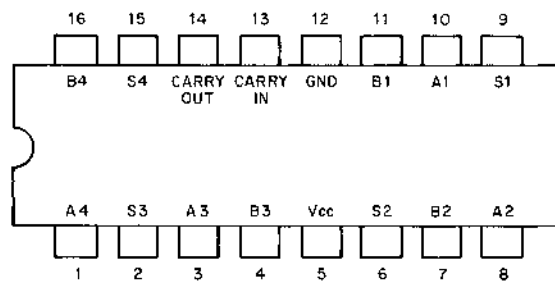 16 15 14 13 12 11 10 9
B4 S4 CARRY CARRY GND B1 A1 S1
OUT IN
A4 S3 A3 B3 Vcc S2 B2 A2
1 2 3 4 5 6 7 8